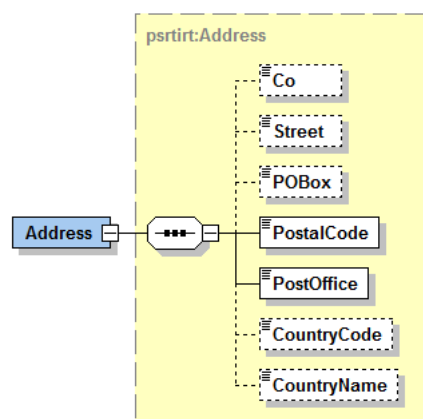 psrtirt:Address
Co
Street
POBox
Address
PostalCode
PostOffice
CountryCode
CountryName